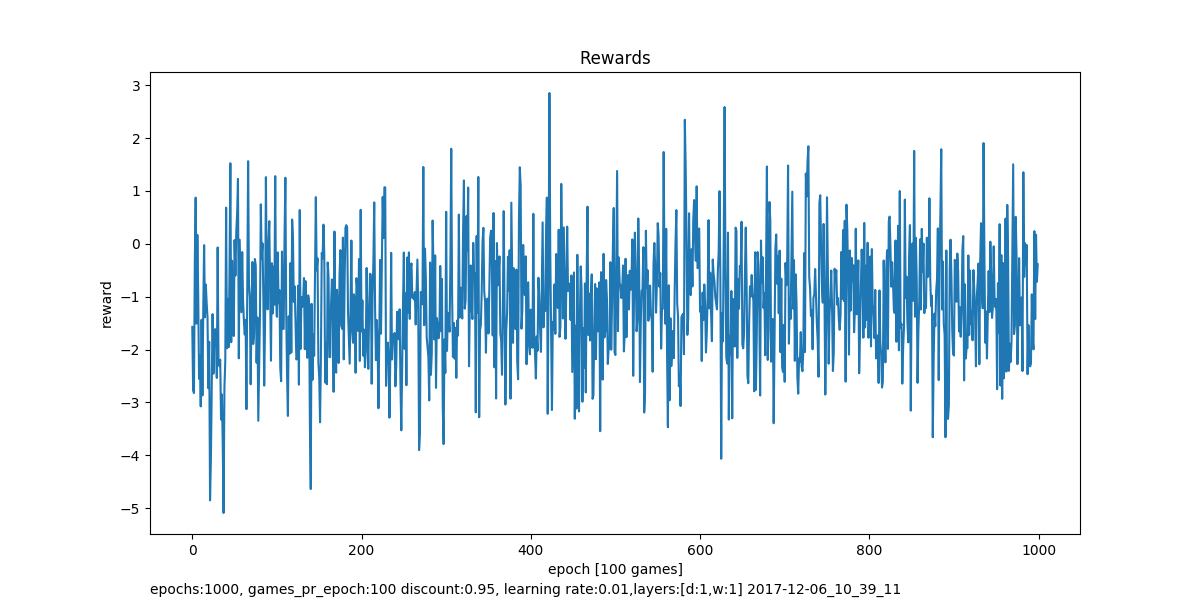 Rewards
3
2
1
0
−1
−2
−3
−4
−5
reward
0 200 400 600 800 1000
epoch [100 games]
epochs:1000, games_pr_epoch:100 discount:0.95, learning rate:0.01,layers:[d:1,w:1] 2017-12-06_10_39_11